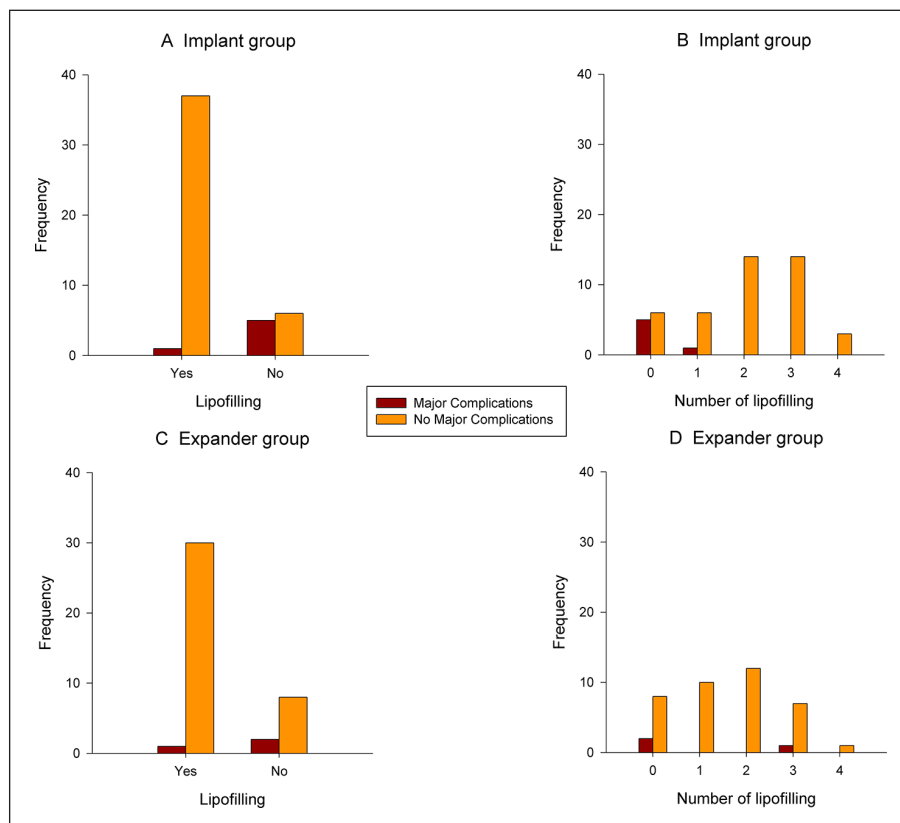 A Implant group
40
30
20
10
0
Frequency
Yes No
Lipofilling
B Implant group
40
30
20
10
0
Frequency
0 1 2 3 4
Number of lipofilling
Major Complications
No Major Complications
C Expander group
40
30
20
10
0
Frequency
Yes No
Lipofilling
D Expander group
40
30
20
10
0
Frequency
0 1 2 3 4
Number of lipofilling